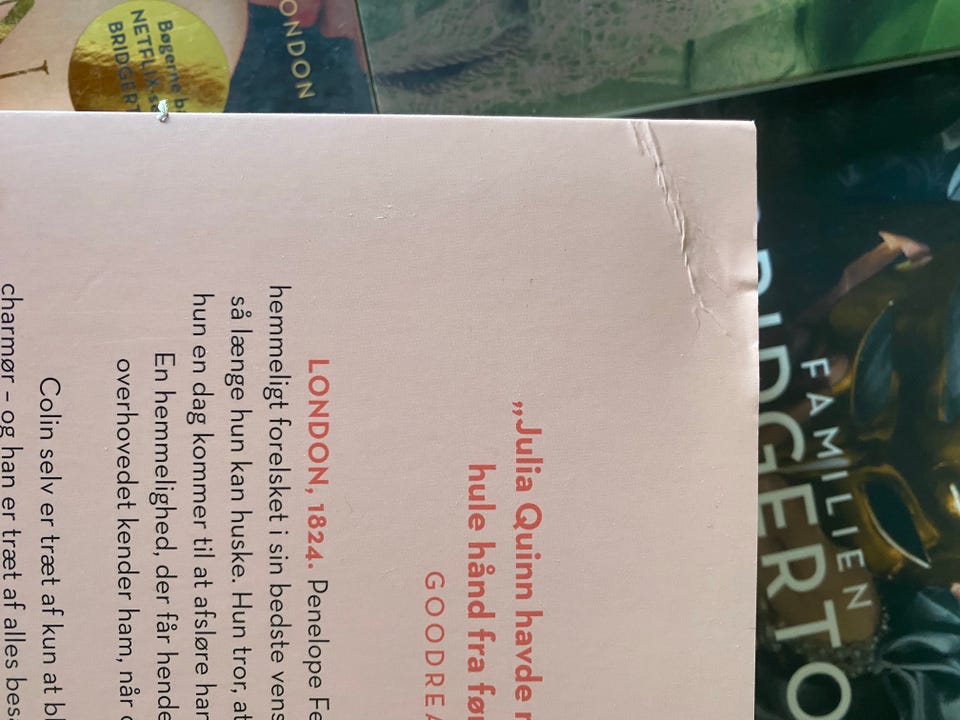 „Julia Quinn havde
hule hånd fra
GOODREA
LONDON, 1824. Penelope Fe
hemmeligt forelsket i sin bedste vens
så længe hun kan huske. Hun tror, at
hun en dag kommer til at afsløre han
En hemmelighed, der får hende
overhovedet kender ham, når
Colin selv er træt af kun at bl
charmør – og han er træt af alles bes
FAMILIEN
RIDGERTO
Bøgerne b
NETFLIX-s
BRIDGERT
ONDON